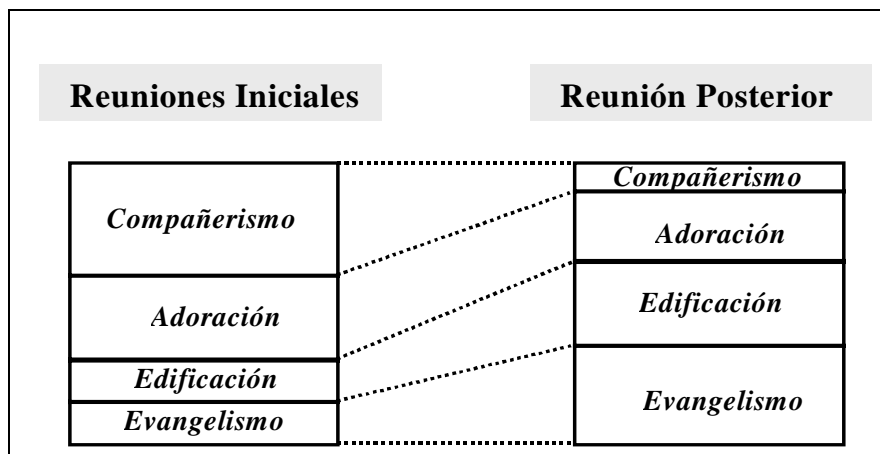 Reuniones Iniciales
Reunión Posterior
Compañerismo
Adoración
Edificación
Evangelismo
Compañerismo
Adoración
Edificación
Evangelismo